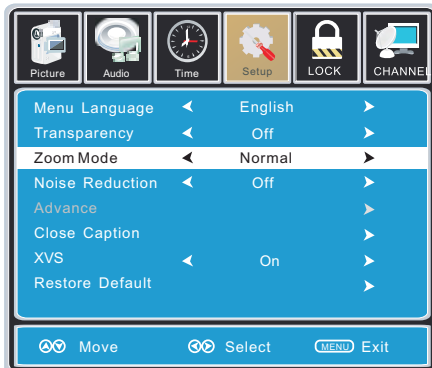 Picture Audio Time Setup LOCK CHANNEL
Menu Language English
Transparency Off
Zoom Mode Normal
Noise Reduction Off
Advance
Close Caption
XVS On
Restore Default
Move Select MENU Exit